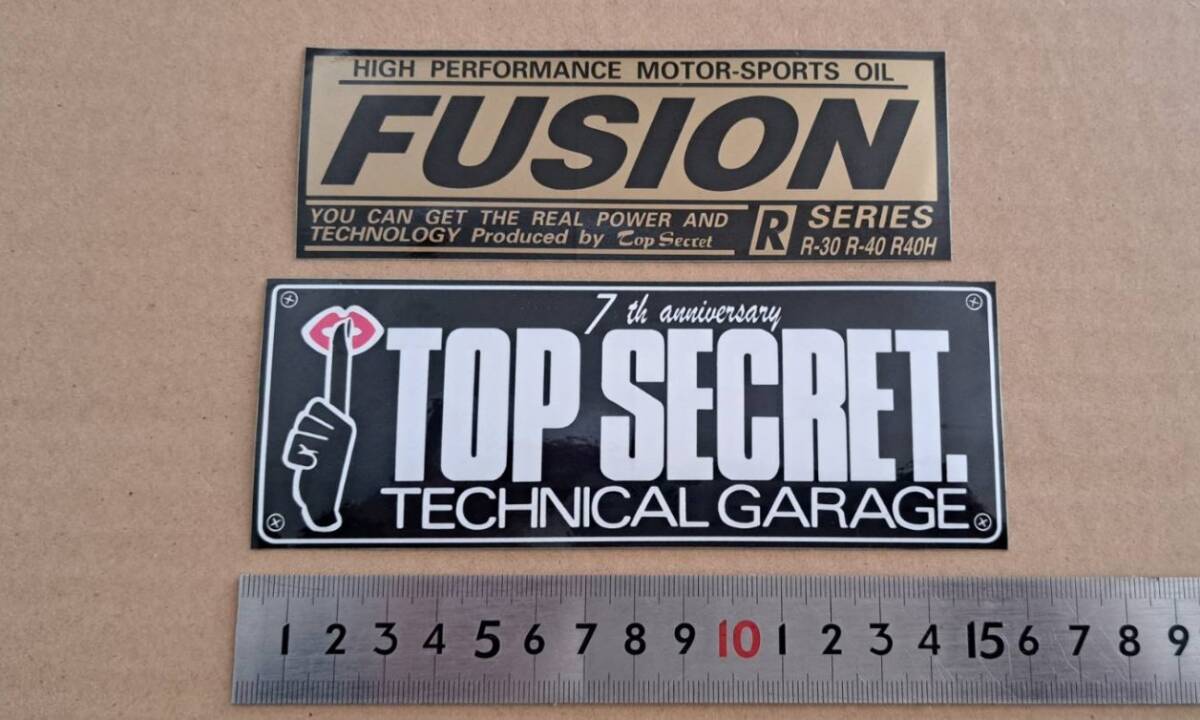 HIGH PERFORMANCE MOTOR-SPORTS OIL
FUSION
YOU CAN GET THE REAL POWER AND
TECHNOLOGY Produced by Top Secret
R SERIES
R-30 R-40 R40H
7 th anniversary
TOP SECRET.
TECHNICAL GARAGE
1 2 3 4 5 6 7 8 9 10 1 2 3 4 15 6 7 8 9